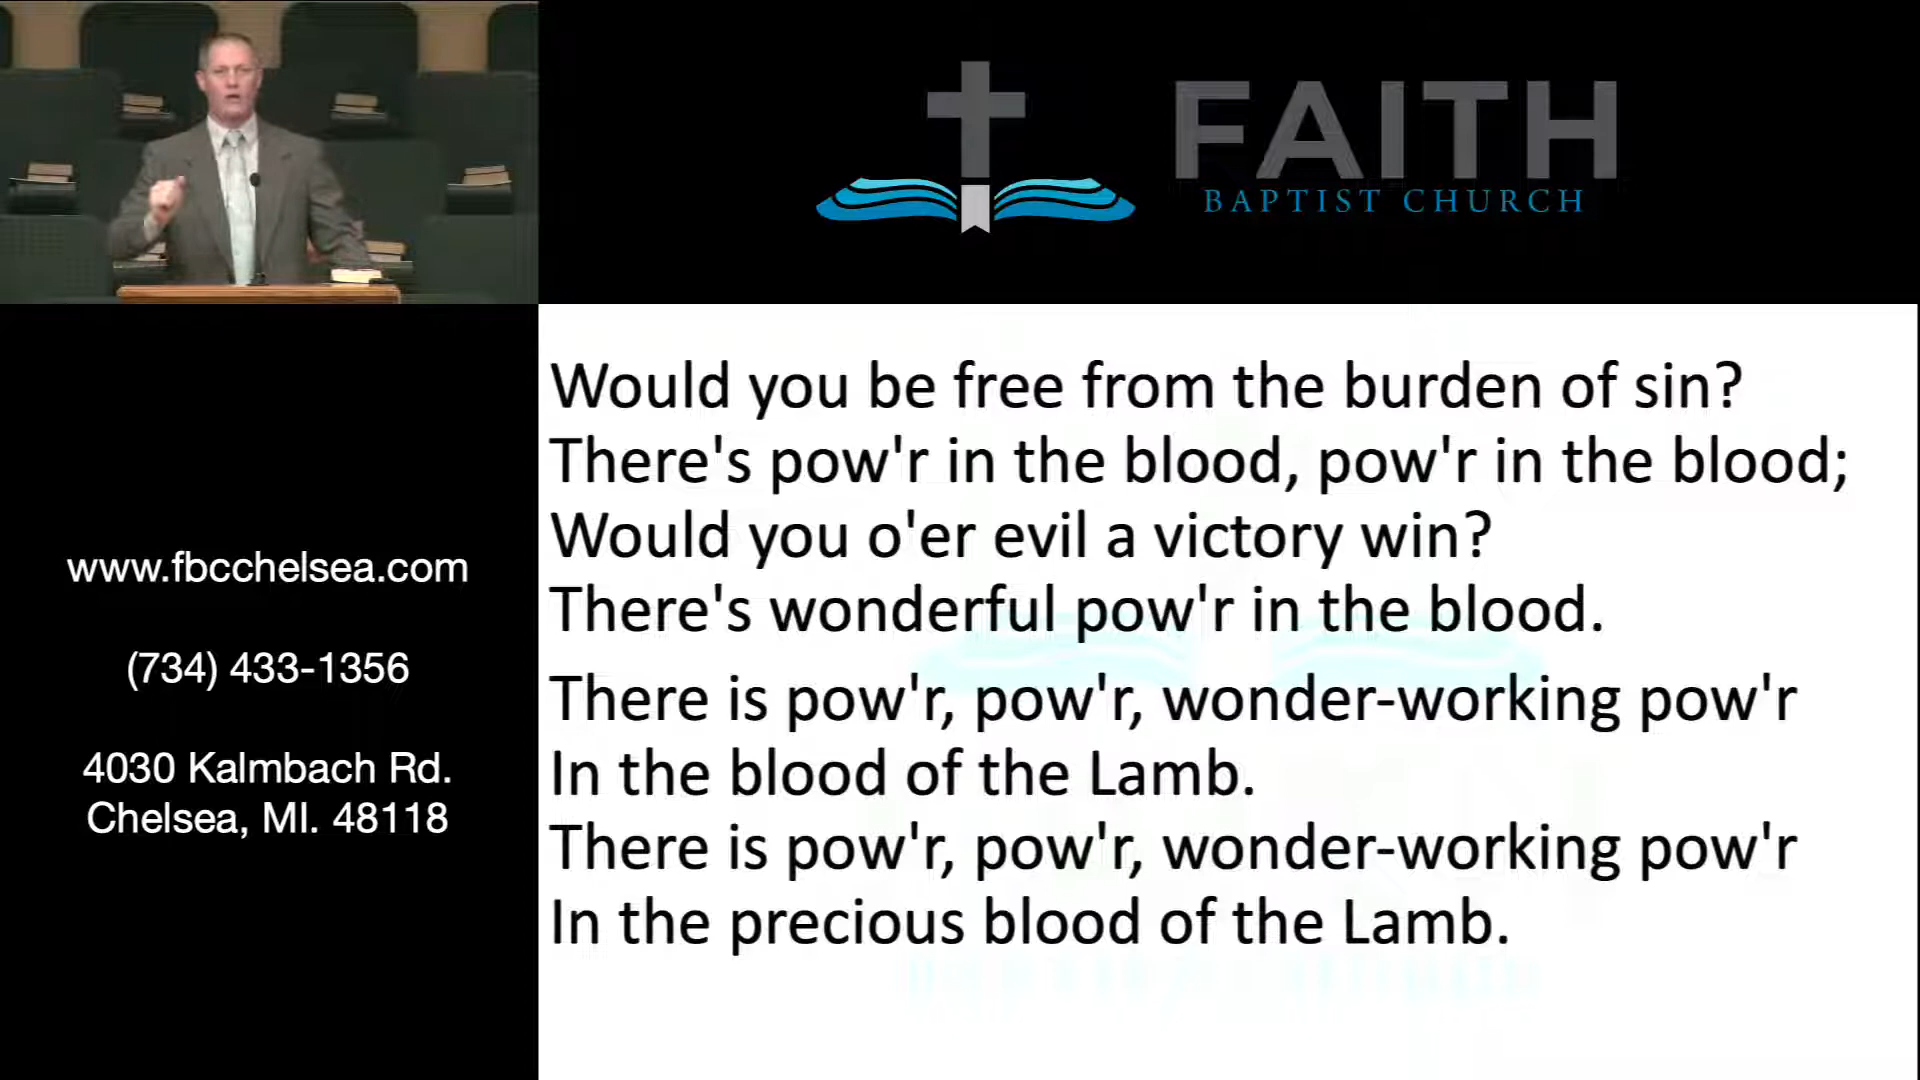 FAITH
BAPTIST CHURCH
Would you be free from the burden of sin?
There's pow'r in the blood, pow'r in the blood;
Would you o'er evil a victory win?
There's wonderful pow'r in the blood.
There is pow'r, pow'r, wonder-working pow'r
In the blood of the Lamb.
There is pow'r, pow'r, wonder-working pow'r
In the precious blood of the Lamb.
www.fbcchelsea.com
(734) 433-1356
4030 Kalmbach Rd.
Chelsea, MI. 48118